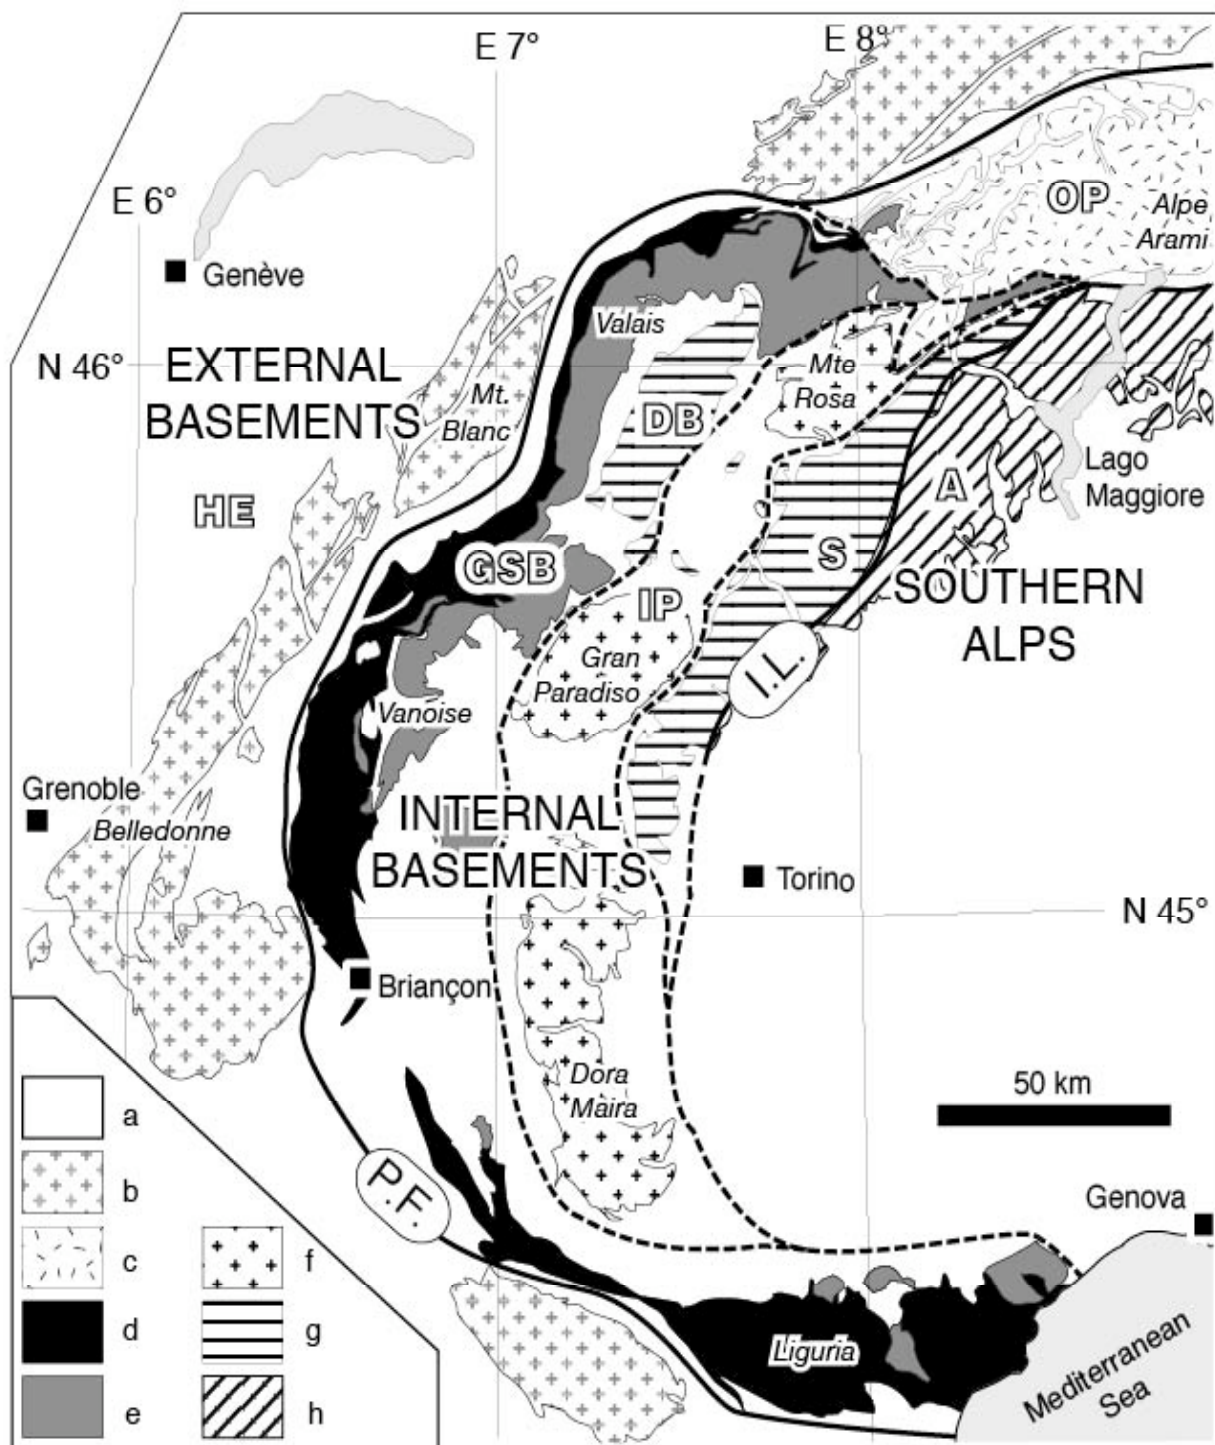 E 7°
E 8°
E 6°
OP
Alpe
Arami
Genève
Valais
N 46°
EXTERNAL
BASEMENTS
Mt.
Blanc
Mte
Rosa
DB
HE
A
Lago
Maggiore
GSB
S
IP
SOUTHERN
ALPS
Gran
Paradiso
I.L.
Vanoise
Grenoble
Belledonne
INTERNAL
BASEMENTS
Torino
N 45°
Briançon
Dora
Maira
50 km
P.F.
Genova
Liguria
Mediterranean
Sea
a
b
c
d
e
f
g
h